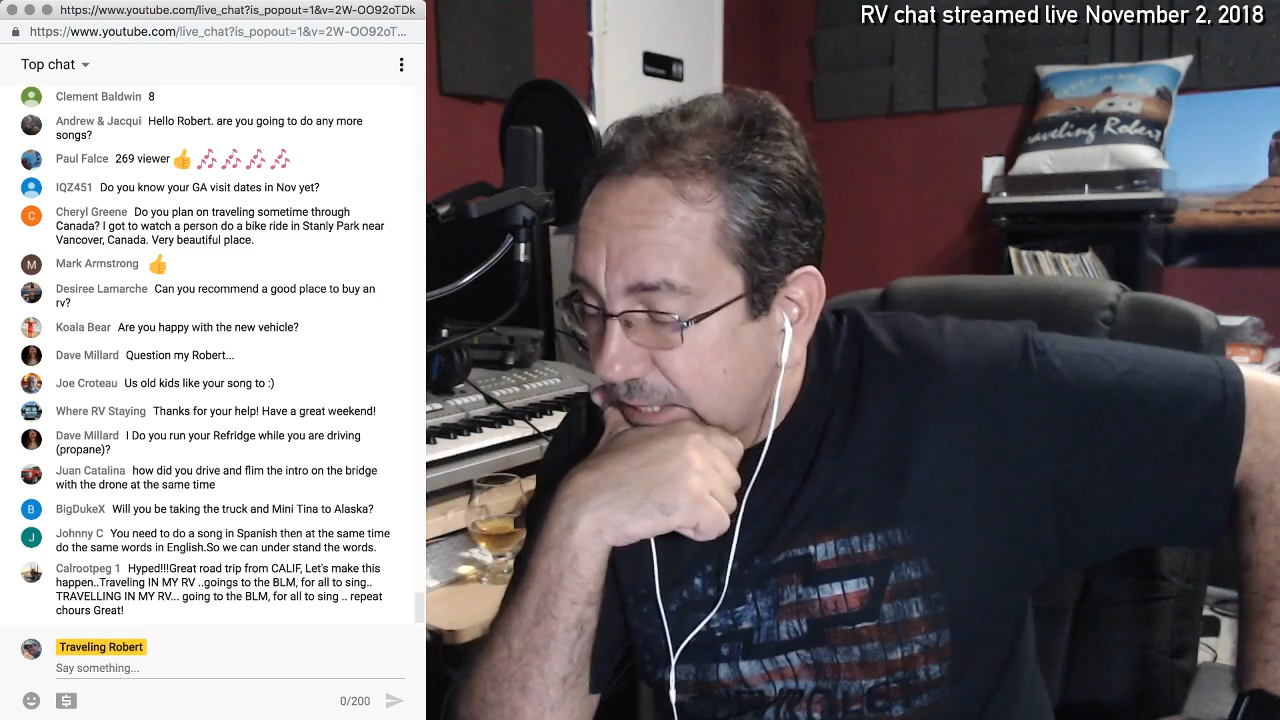 https://www.youtube.com/live_chat?is_popout=1&v=2W-OO92oTDk
RV chat streamed live November 2, 2018
https://www.youtube.com/live_chat?is_popout=1&v=2W-OO92oT...
Top chat
Clement Baldwin 8
Andrew & Jacqui Hello Robert. are you going to do any more
songs?
Paul Falce 269 viewer
IQZ451 Do you know your GA visit dates in Nov yet?
Cheryl Greene Do you plan on traveling sometime through
Canada? I got to watch a person do a bike ride in Stanly Park near
Vancover, Canada. Very beautiful place.
Mark Armstrong
Desiree Lamarche Can you recommend a good place to buy an
rv?
Koala Bear Are you happy with the new vehicle?
Dave Millard Question my Robert...
Joe Croteau Us old kids like your song to :)
Where RV Staying Thanks for your help! Have a great weekend!
Dave Millard I Do you run your Refridge while you are driving
(propane)?
Juan Catalina how did you drive and flim the intro on the bridge
with the drone at the same time
BigDukeX Will you be taking the truck and Mini Tina to Alaska?
Johnny C You need to do a song in Spanish then at the same time
do the same words in English.So we can under stand the words.
Calrootpeg 1 Hyped!!!Great road trip from CALIF, Let's make this
happen..Traveling IN MY RV ..goings to the BLM, for all to sing..
TRAVELLING IN MY RV... going to the BLM, for all to sing .. repeat
chours Great!
Traveling Robert
Say something...
0/200
C
M
B
J
Traveling Robert